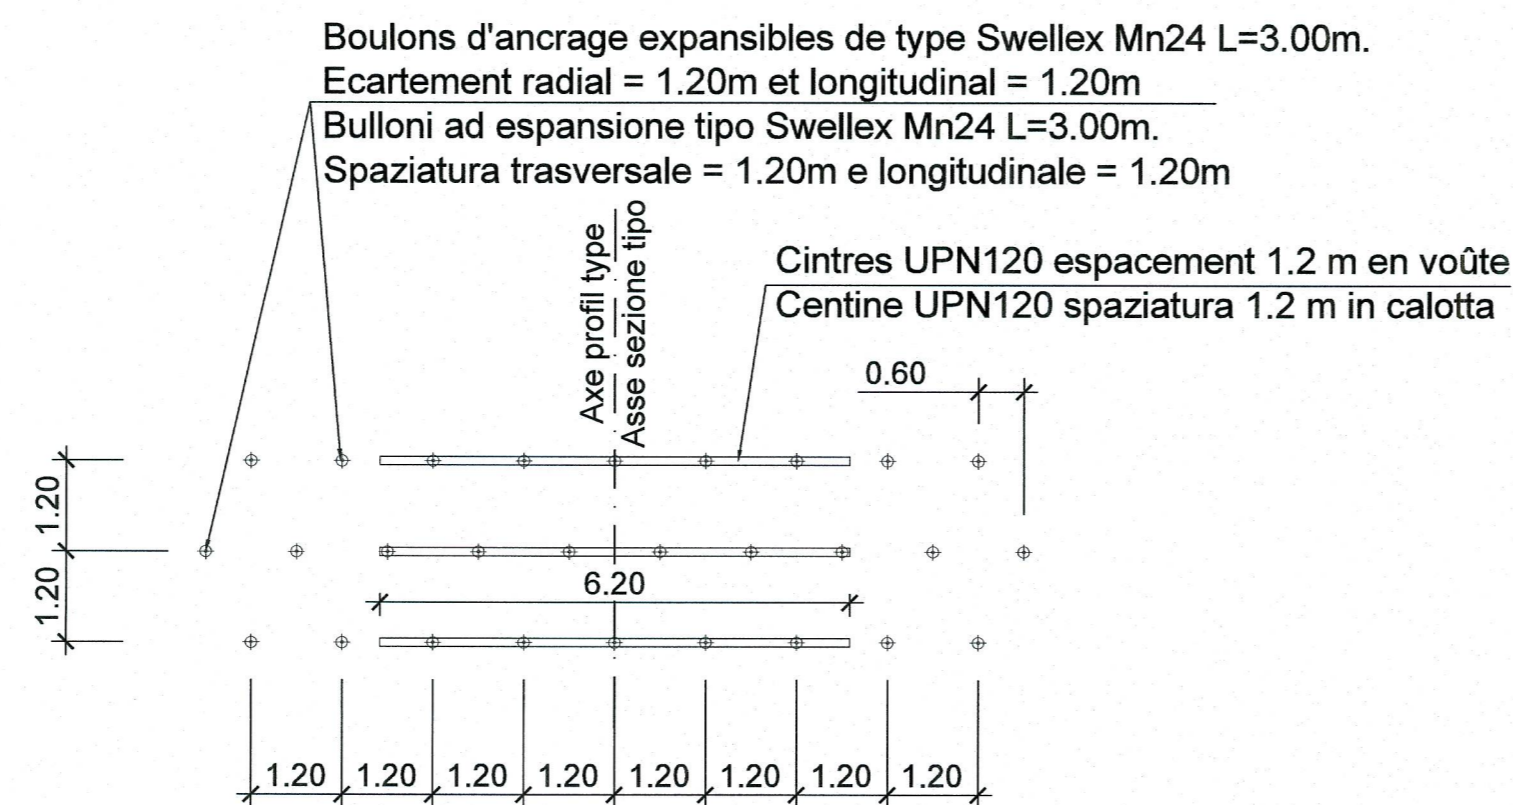 Boulons d'ancrage expansibles de type Swellex Mn24 L=3.00m.
Ecartement radial = 1.20m et longitudinal = 1.20m
Bulloni ad espansione tipo Swellex Mn24 L=3.00m.
Spaziatura trasversale = 1.20m e longitudinale = 1.20m
Axe profil type
Asse sezione tipo
Cintres UPN120 espacement 1.2 m en voûte
Centine UPN120 spaziatura 1.2 m in calotta
0.60
1.20
1.20
6.20
1.20 1.20 1.20 1.20 1.20 1.20 1.20 1.20